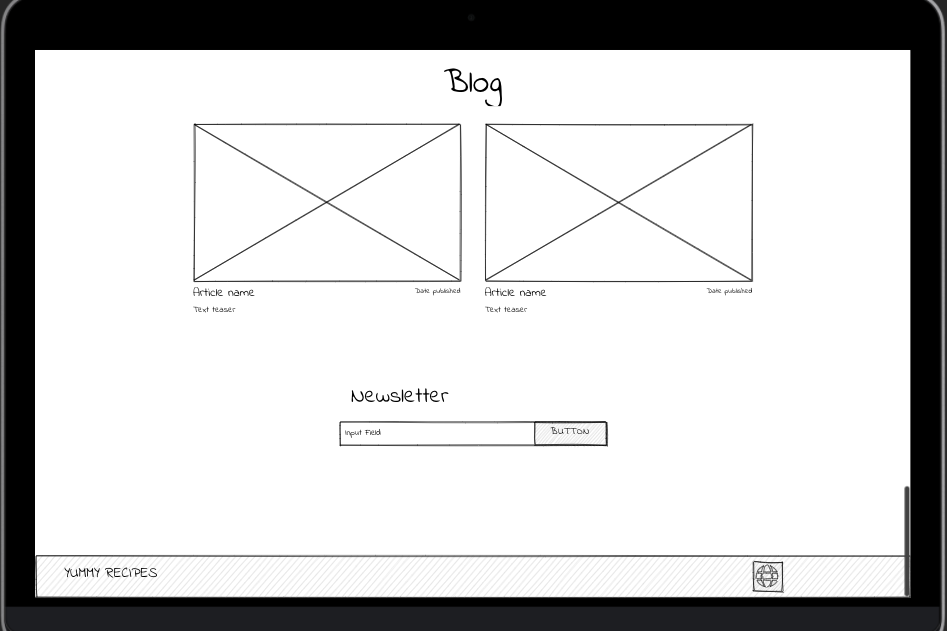 Blog
Article name
Date published
Text teaser
Article name
Date published
Text teaser
Newsletter
Input Field
BUTTON
YUMMY RECIPES